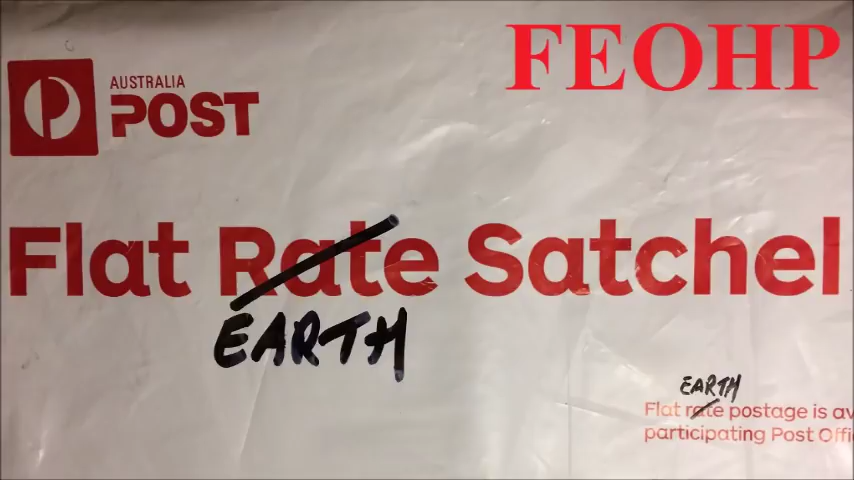 FEOHP
AUSTRALIA
POST
Flat Rate Satchel
EARTH
EARTH
Flat rate postage is av
participating Post Offi